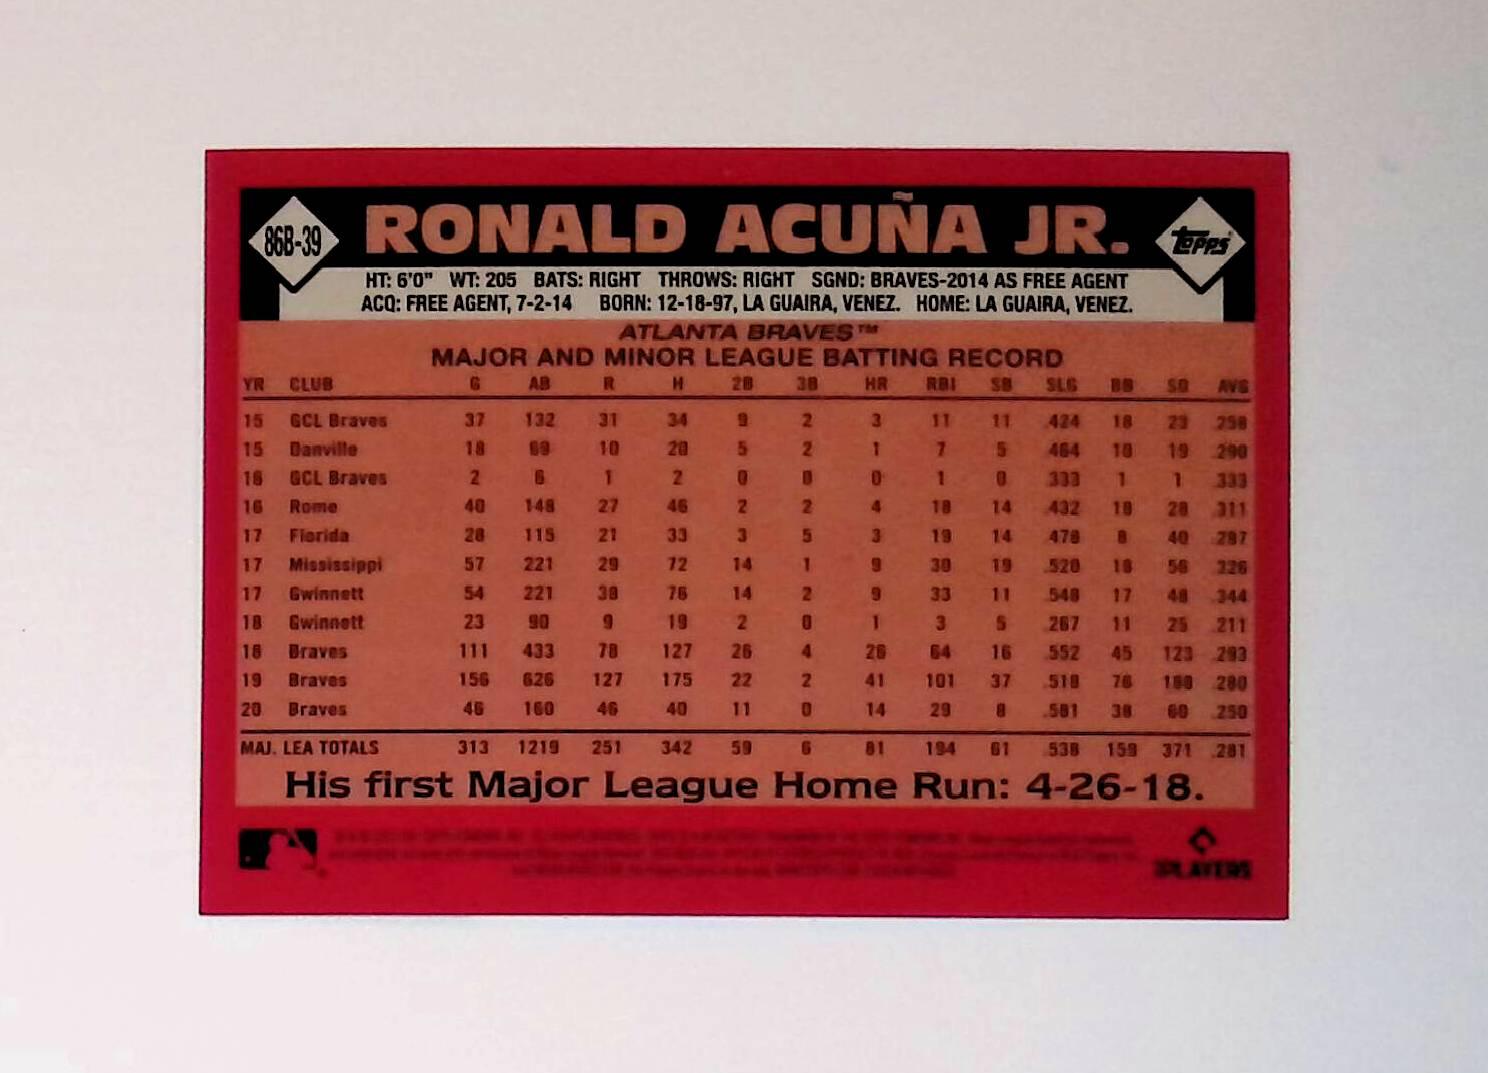 86B-39
RONALD ACUÑA JR.
Topps
HT: 6'0" WT: 205 BATS: RIGHT THROWS: RIGHT SGND: BRAVES-2014 AS FREE AGENT
ACQ: FREE AGENT, 7-2-14 BORN: 12-18-97, LA GUAIRA, VENEZ. HOME: LA GUAIRA, VENEZ.
ATLANTA BRAVES™
MAJOR AND MINOR LEAGUE BATTING RECORD
YR CLUB G AB R H 2B 3B HR RBI SB SLG BB SO AVG
15 GCL Braves 37 132 31 34 9 2 3 11 11 .424 18 23 .258
15 Danville 18 69 10 20 5 2 1 7 5 .464 10 19 .290
16 GCL Braves 2 6 1 2 0 0 0 1 0 .333 1 1 .333
16 Rome 40 148 27 46 2 2 4 18 14 .432 18 28 .311
17 Florida 28 115 21 33 3 5 3 19 14 .478 8 40 .287
17 Mississippi 57 221 29 72 14 1 9 30 19 .520 18 56 .326
17 Gwinnett 54 221 38 76 14 2 9 33 11 .548 17 48 .344
18 Gwinnett 23 90 9 19 2 0 1 3 5 .267 11 25 .211
18 Braves 111 433 78 127 26 4 26 64 16 .552 45 123 .293
19 Braves 156 626 127 175 22 2 41 101 37 .518 76 188 .280
20 Braves 46 160 46 40 11 0 14 29 8 .581 38 60 .250
MAJ. LEA TOTALS 313 1219 251 342 59 6 81 194 61 .538 159 371 .281
His first Major League Home Run: 4-26-18.
PLAYERS